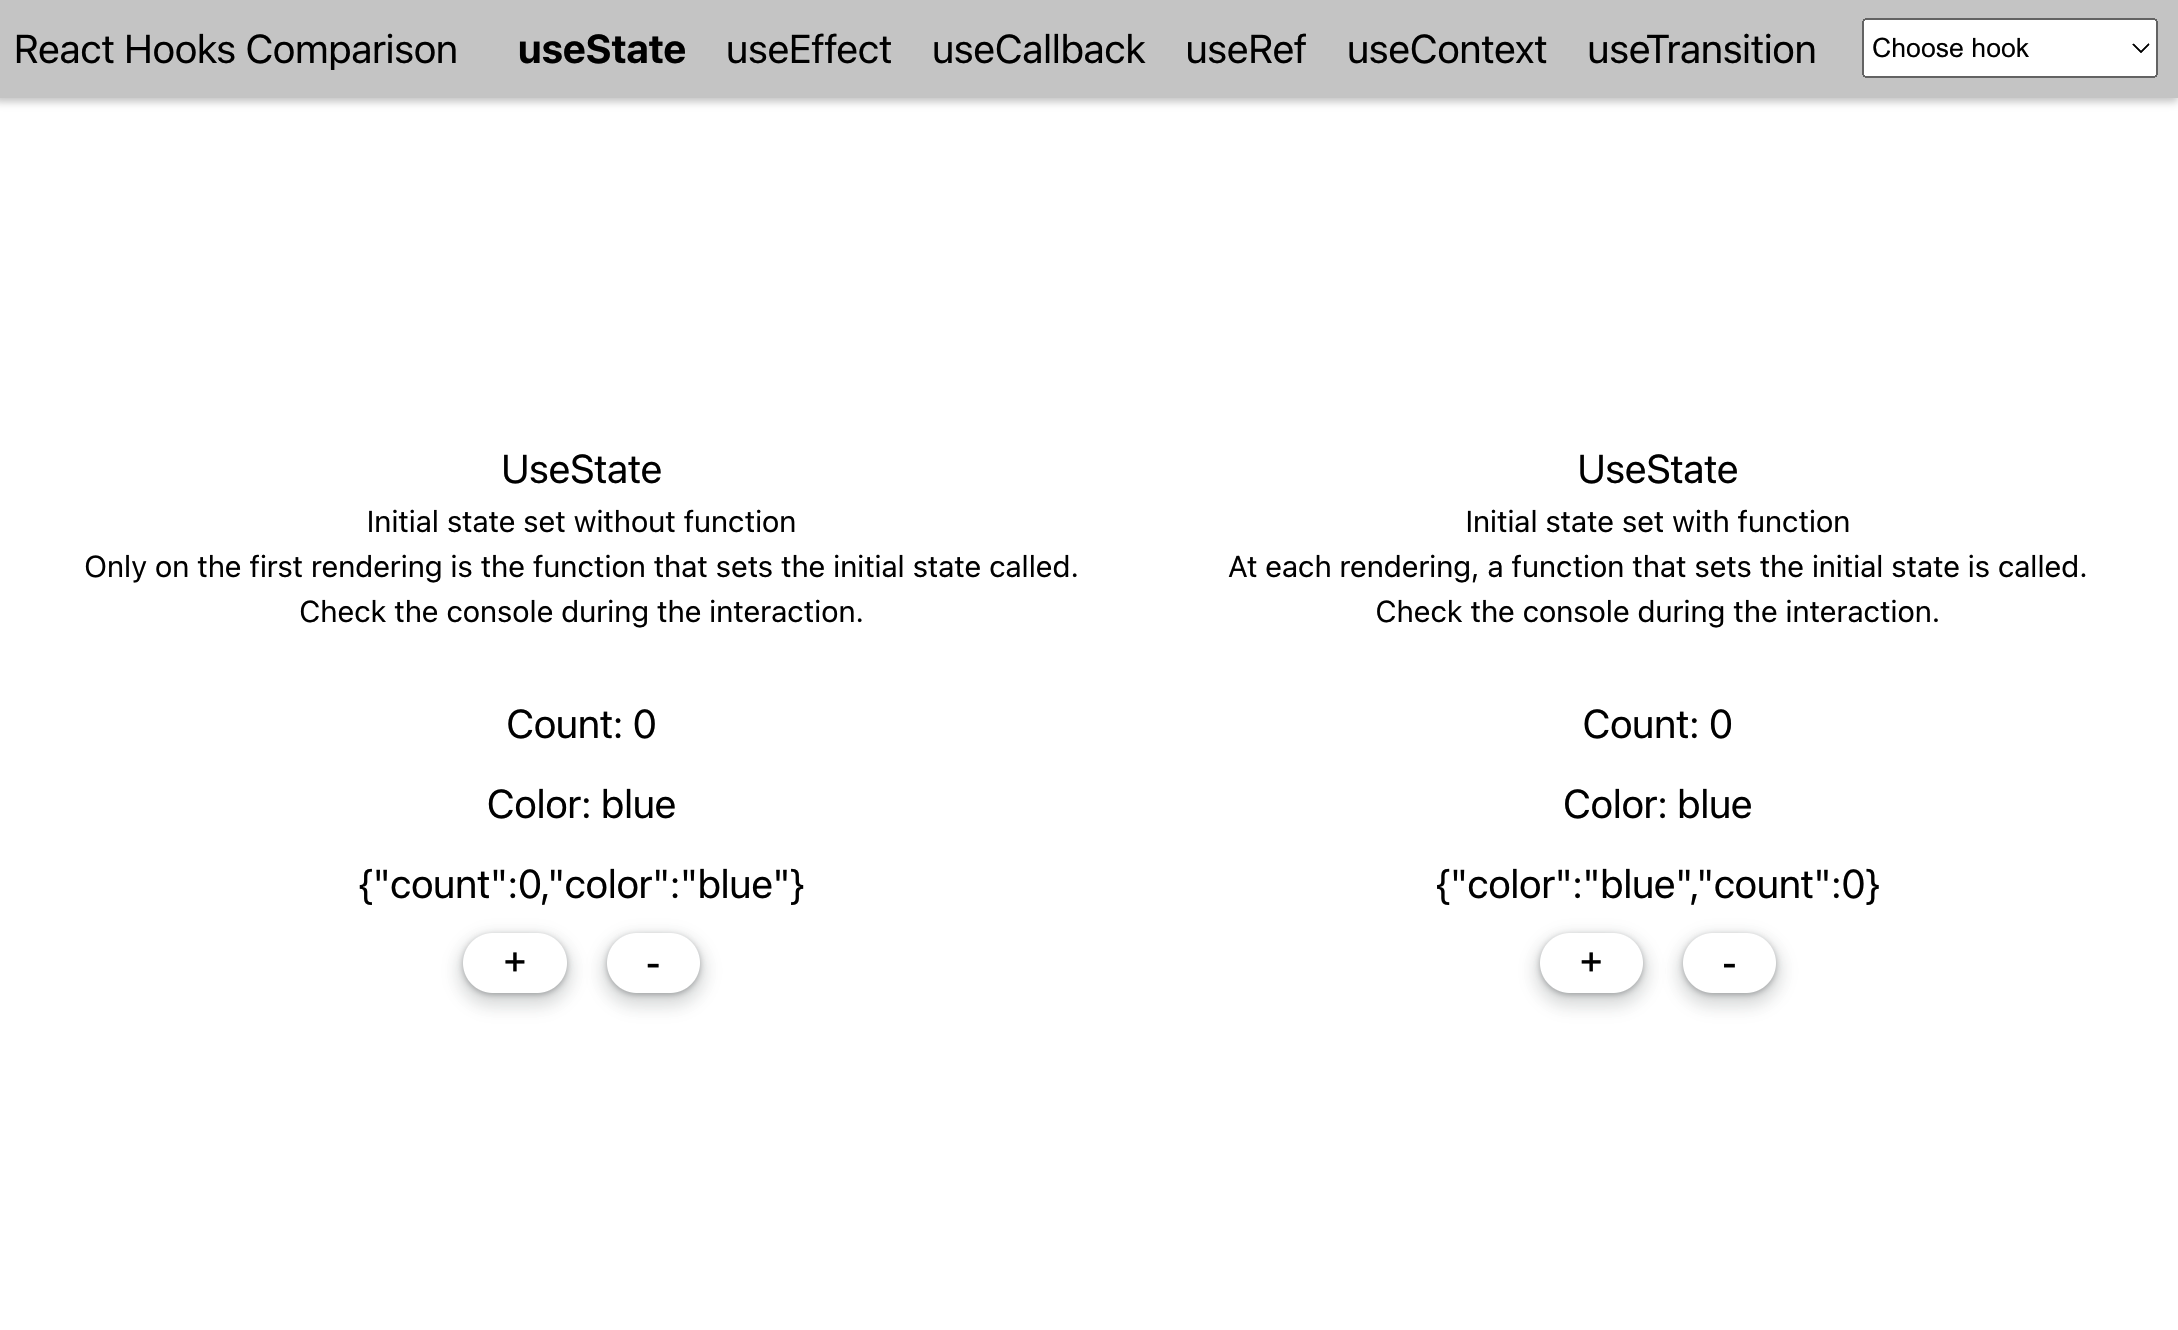 React Hooks Comparison useState useEffect useCallback useRef useContext useTransition Choose hook
UseState
Initial state set without function
Only on the first rendering is the function that sets the initial state called.
Check the console during the interaction.
Count: 0
Color: blue
{"count":0,"color":"blue"}
+ -
UseState
Initial state set with function
At each rendering, a function that sets the initial state is called.
Check the console during the interaction.
Count: 0
Color: blue
{"color":"blue","count":0}
+ -